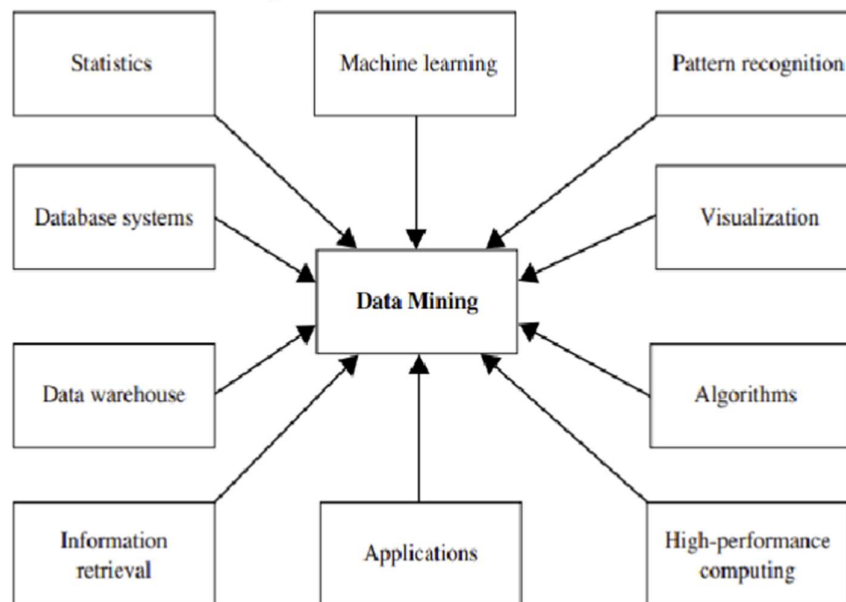 Statistics
Machine learning
Pattern recognition
Database systems
Visualization
Data Mining
Data warehouse
Algorithms
Information
retrieval
Applications
High-performance
computing